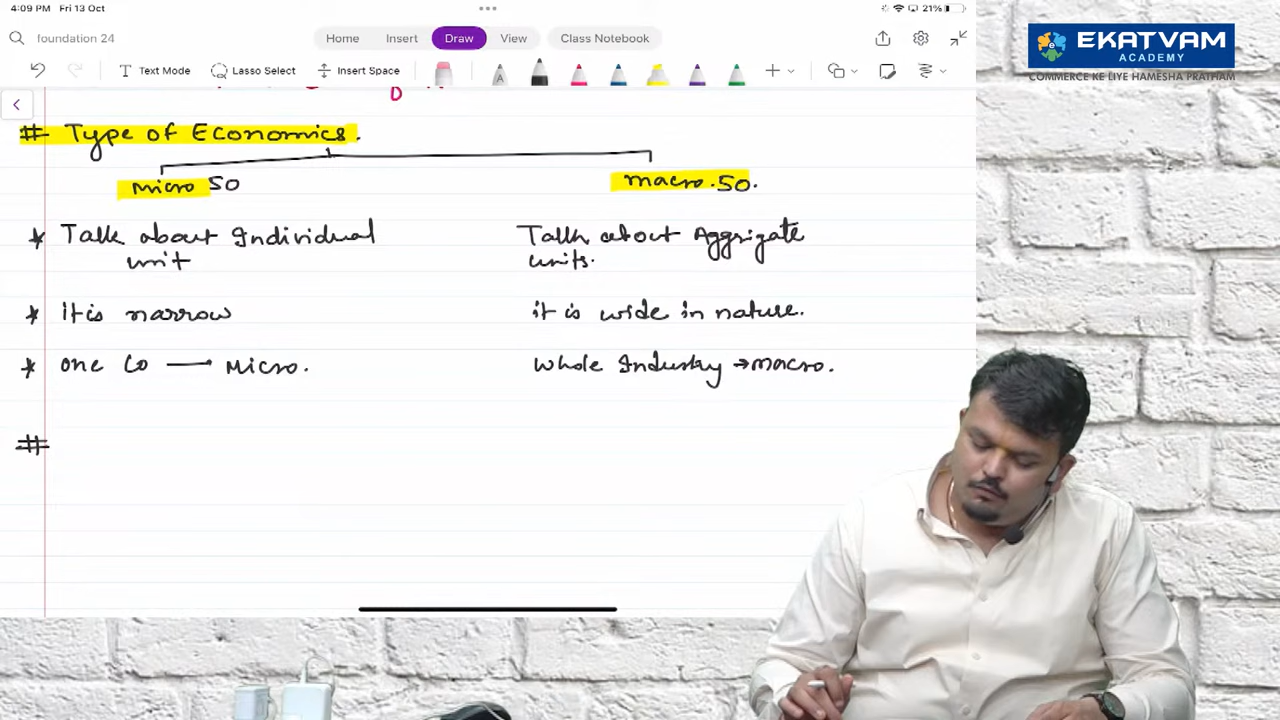 4:09 PM Fri 13 Oct
21%
foundation 24
Home Insert Draw View Class Notebook
Text Mode Lasso Select Insert Space
EKATVAM
ACADEMY
COMMERCE KE LIYE HAMESHA PRATHAM
# Type of Economics.
Micro 50 macro.50.
* Talk about Individual unit
Talk about Aggrigate units.
* it is narrow it is wide in nature.
* one Co → Micro. Whole Industry → macro.
#